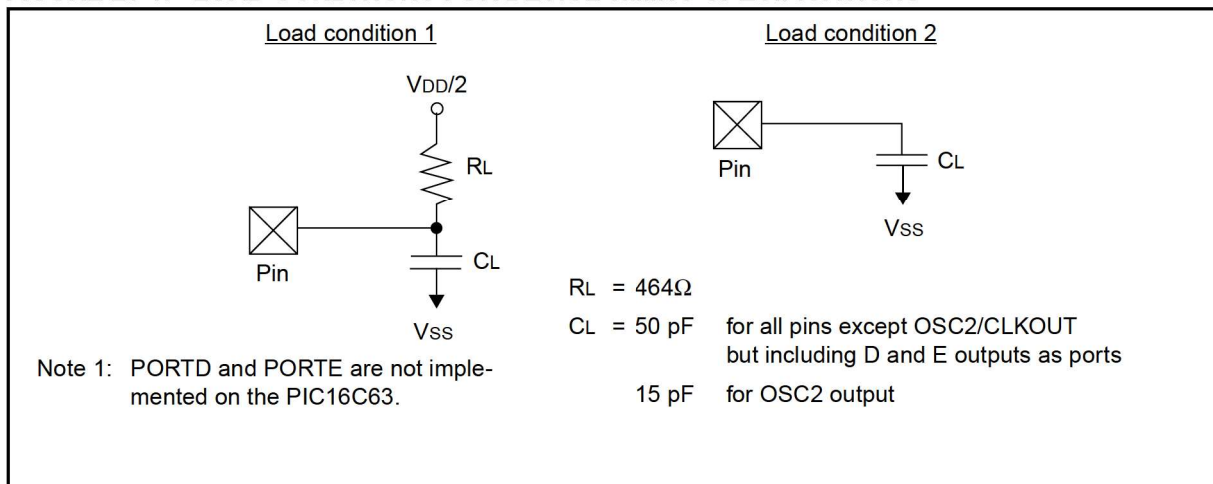 Load condition 1
VDD/2
RL
Pin
CL
VSS
Note 1: PORTD and PORTE are not imple-
mented on the PIC16C63.
Load condition 2
Pin
CL
VSS
RL = 464Ω
CL = 50 pF for all pins except OSC2/CLKOUT
but including D and E outputs as ports
15 pF for OSC2 output